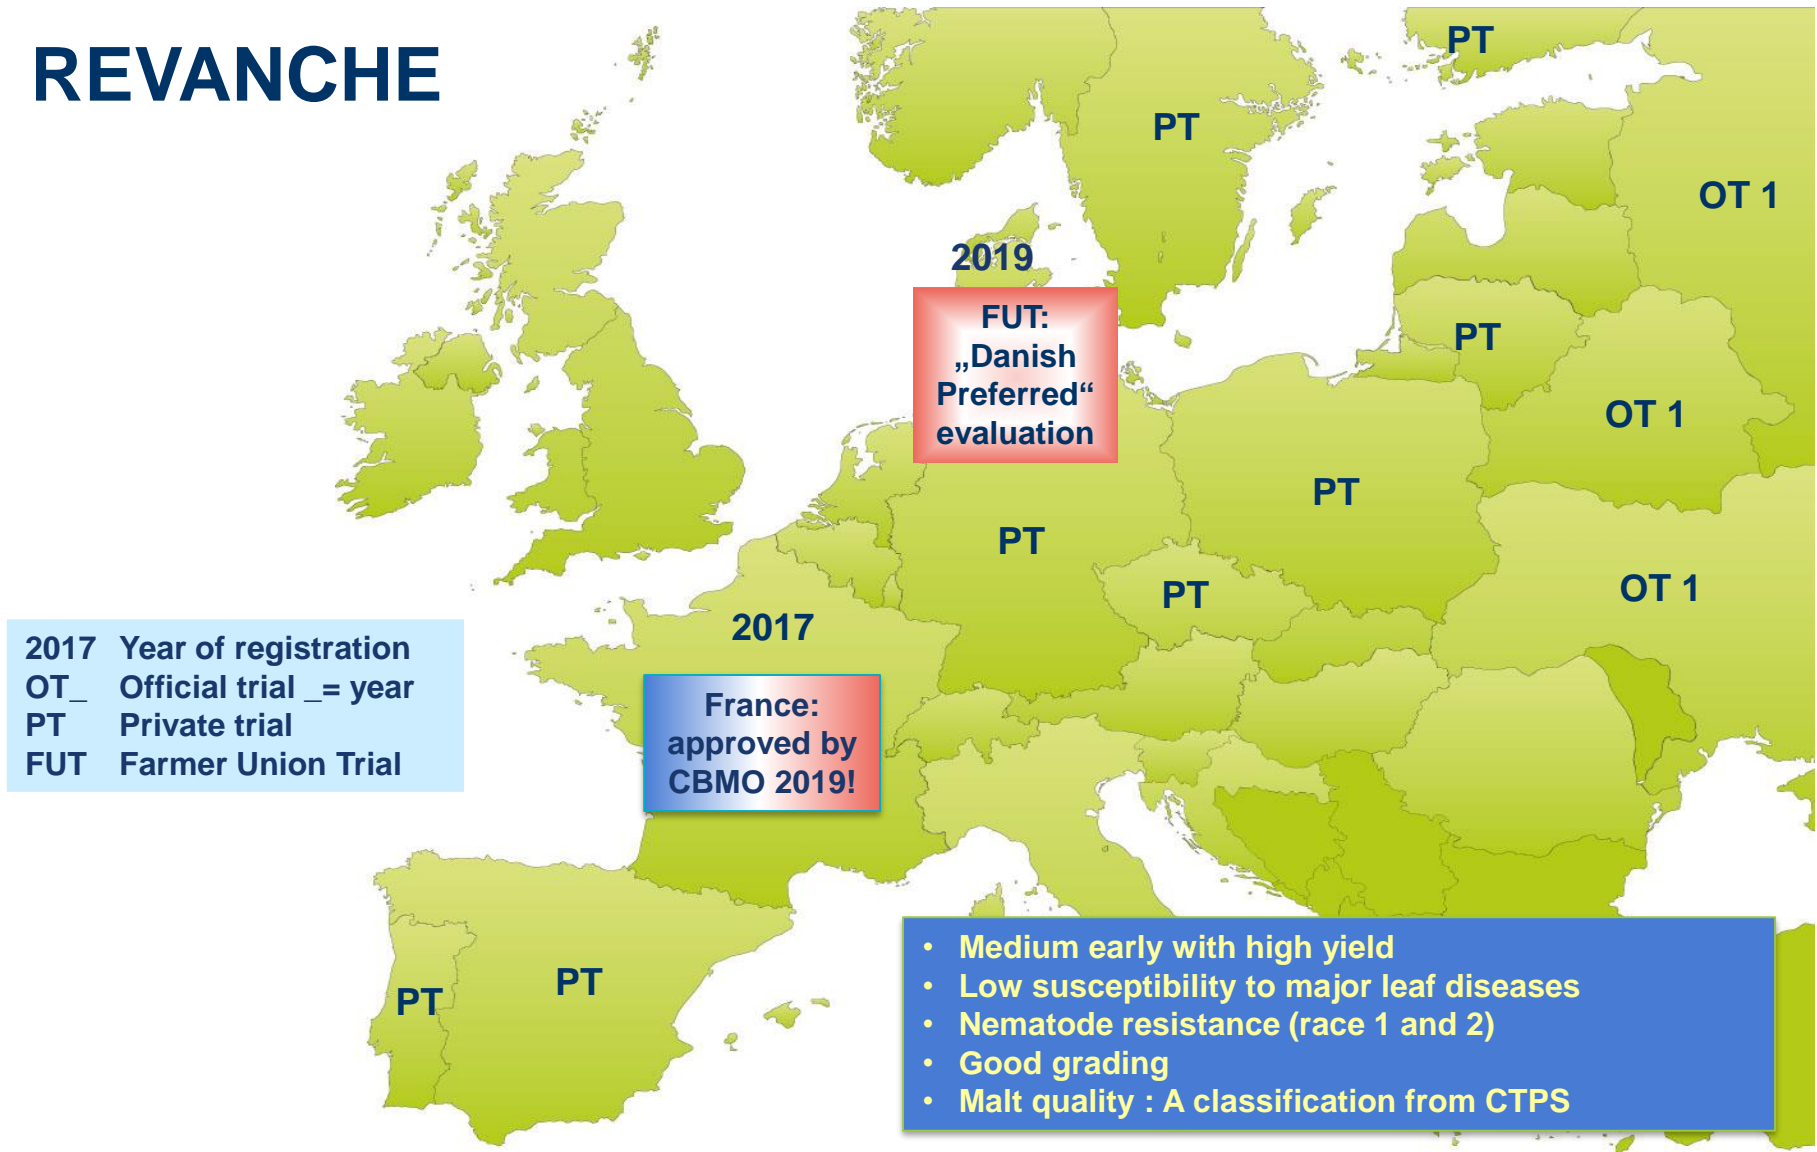 REVANCHE
PT
PT
OT 1
2019
FUT:
„Danish
Preferred“
evaluation
PT
OT 1
PT
PT
PT
OT 1
2017
2017 Year of registration
OT_ Official trial _= year
PT Private trial
FUT Farmer Union Trial
France:
approved by
CBMO 2019!
PT
PT
• Medium early with high yield
• Low susceptibility to major leaf diseases
• Nematode resistance (race 1 and 2)
• Good grading
• Malt quality : A classification from CTPS